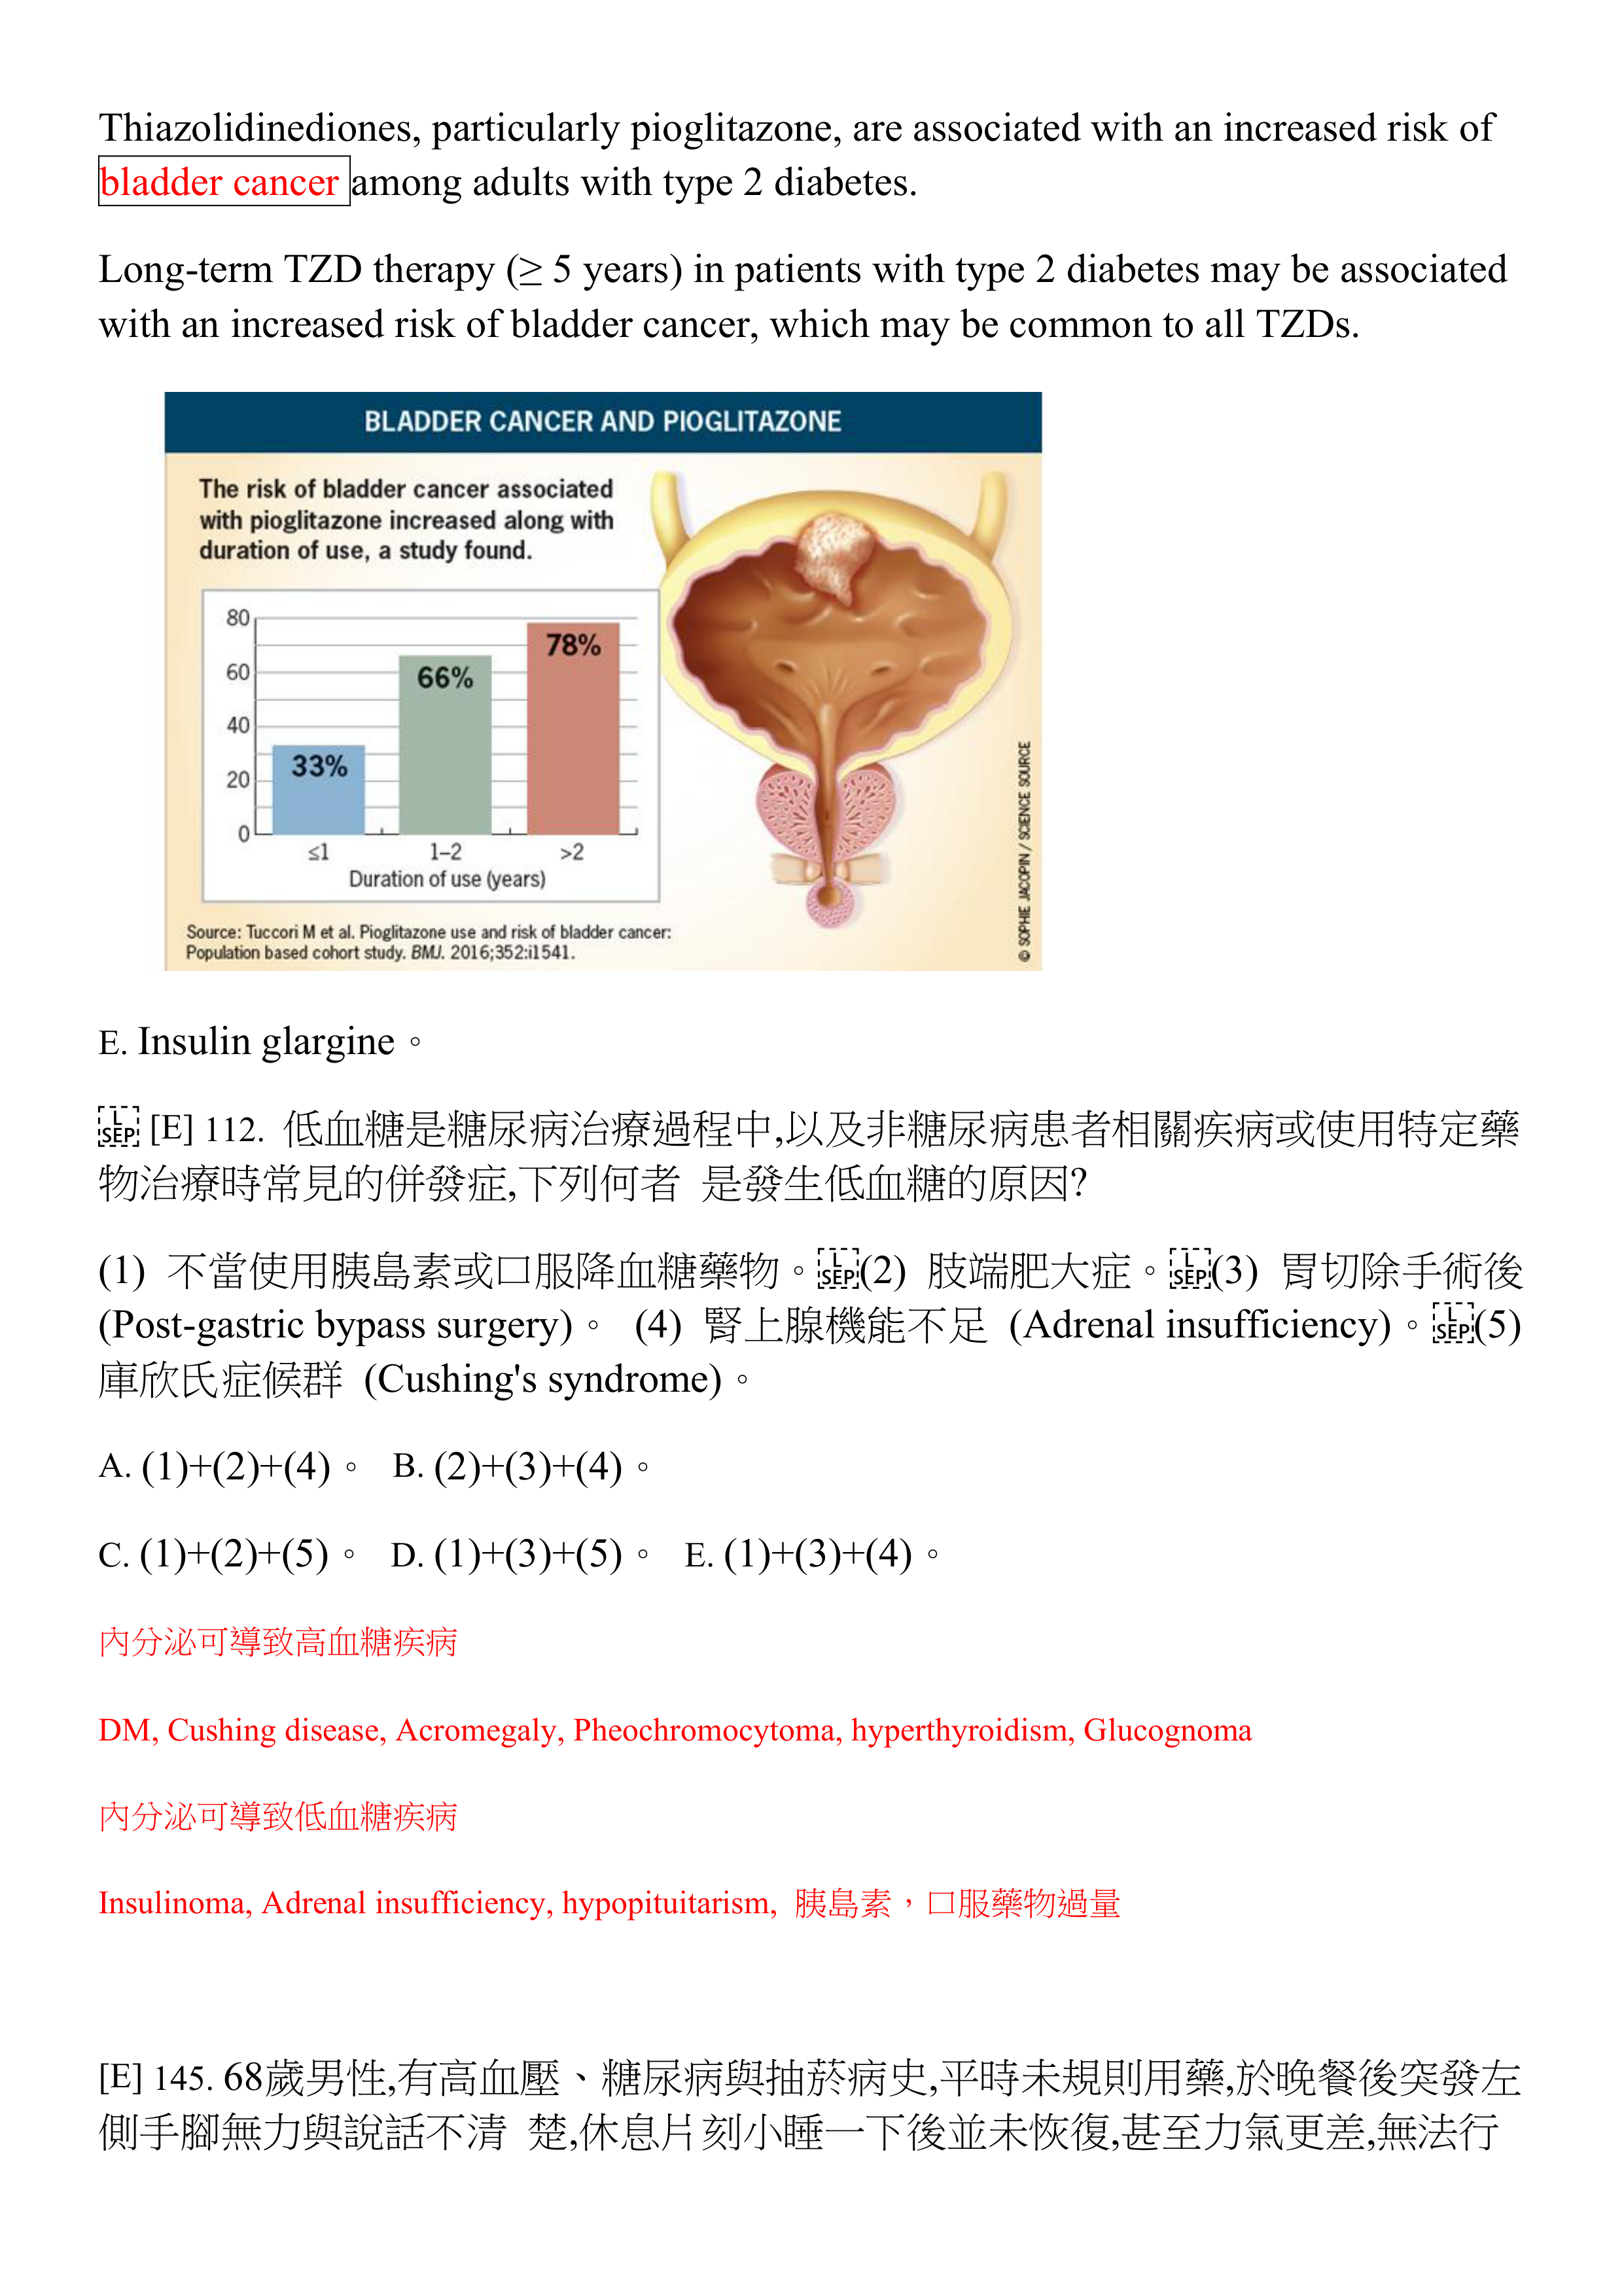 Thiazolidinediones, particularly pioglitazone, are associated with an increased risk of
bladder cancer among adults with type 2 diabetes.
Long-term TZD therapy (≥ 5 years) in patients with type 2 diabetes may be associated
with an increased risk of bladder cancer, which may be common to all TZDs.
BLADDER CANCER AND PIOGLITAZONE
The risk of bladder cancer associated
with pioglitazone increased along with
duration of use, a study found.
80
60
40
20
0
33%
66%
78%
≤1
1–2
>2
Duration of use (years)
Source: Tuccori M et al. Pioglitazone use and risk of bladder cancer:
Population based cohort study. BMJ. 2016;352:i1541.
© SOPHIE JACOPIN / SCIENCE SOURCE
E. Insulin glargine。
L SEP [E] 112. 低血糖是糖尿病治療過程中,以及非糖尿病患者相關疾病或使用特定藥
物治療時常見的併發症,下列何者 是發生低血糖的原因?
(1) 不當使用胰島素或口服降血糖藥物。L SEP(2) 肢端肥大症。L SEP(3) 胃切除手術後
(Post-gastric bypass surgery)。 (4) 腎上腺機能不足 (Adrenal insufficiency)。L SEP(5)
庫欣氏症候群 (Cushing's syndrome)。
A. (1)+(2)+(4)。 B. (2)+(3)+(4)。
C. (1)+(2)+(5)。 D. (1)+(3)+(5)。 E. (1)+(3)+(4)。
內分泌可導致高血糖疾病
DM, Cushing disease, Acromegaly, Pheochromocytoma, hyperthyroidism, Glucognoma
內分泌可導致低血糖疾病
Insulinoma, Adrenal insufficiency, hypopituitarism, 胰島素，口服藥物過量
[E] 145. 68歲男性,有高血壓、糖尿病與抽菸病史,平時未規則用藥,於晚餐後突發左
側手腳無力與說話不清 楚,休息片刻小睡一下後並未恢復,甚至力氣更差,無法行